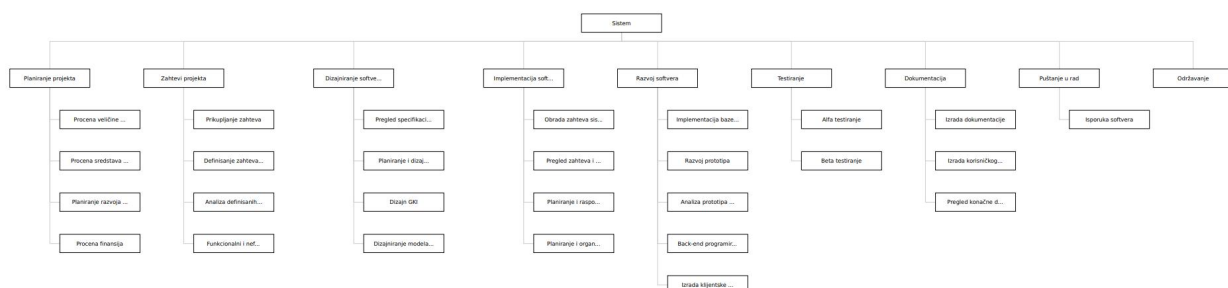 Sistem
Planiranje projekta
Zahtevi projekta
Dizajniranje softve...
Implementacija soft...
Razvoj softvera
Testiranje
Dokumentacija
Puštanje u rad
Održavanje
Procena veličine ...
Prikupljanje zahteva
Pregled specifikaci...
Obrada zahteva sis...
Implementacija baze...
Alfa testiranje
Izrada dokumentacije
Isporuka softvera
Procena sredstava ...
Definisanje zahteva...
Planiranje i dizaj...
Pregled zahteva i ...
Razvoj prototipa
Beta testiranje
Izrada korisničkog...
Planiranje razvoja ...
Analiza definisanih...
Dizajn GKI
Planiranje i raspo...
Analiza prototipa ...
Pregled konačne d...
Procena finansija
Funkcionalni i nef...
Dizajniranje modela...
Planiranje i organ...
Back-end programir...
Izrada klijentske ...